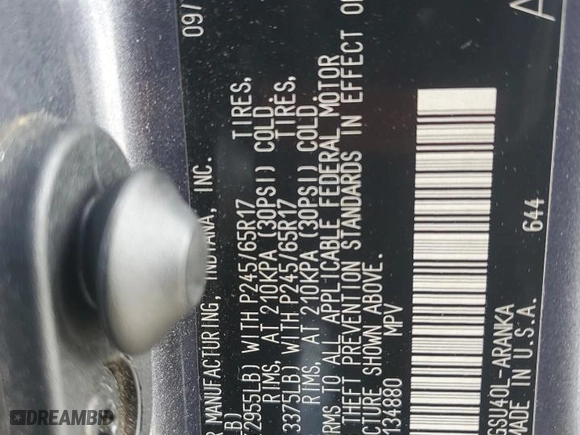 09/
R MANUFACTURING, INDIANA, INC.
LB)
(2955LB) WITH P245/65R17 TIRES,
RIMS, AT 210KPA (30PSI) COLD.
3375LB) WITH P245/65R17 TIRES,
RIMS, AT 210KPA (30PSI) COLD.
RMS TO ALL APPLICABLE FEDERAL MOTOR
THEFT PREVENTION STANDARDS IN EFFECT O
CTURE SHOWN ABOVE.
134880 MPV
644
GSU40L-ARANKA
MADE IN U.S.A.
A
DREAMBID